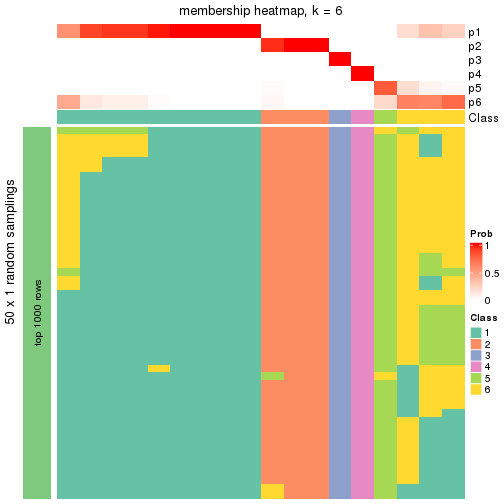 membership heatmap, k = 6
p1
p2
p3
p4
p5
p6
Class
50 x 1 random samplings
top 1000 rows
Prob
1
0.5
0
Class
1
2
3
4
5
6